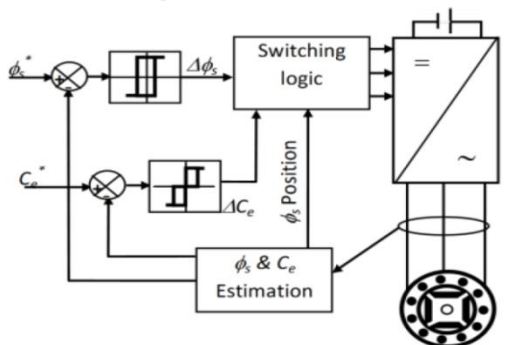 Switching
logic
ϕs*
Δϕs
=
~
Ce*
ΔCe
ϕs Position
ϕs & Ce
Estimation